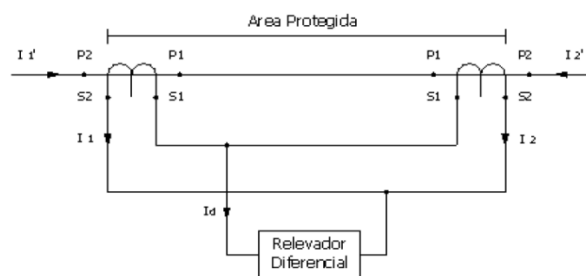 Area Protegida
I 1'
P2
P1
P1
P2
I 2'
S2
S1
S1
S2
I 1
I 2
Id
Relevador
Diferencial